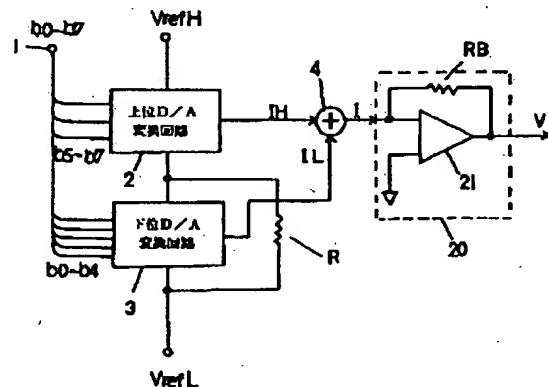 b0~b7
1
VrefH
上位D/A
変換回路
2
b5~b7
IH
4
I
RB
V
21
20
IL
下位D/A
変換回路
3
b0~b4
R
VrefL